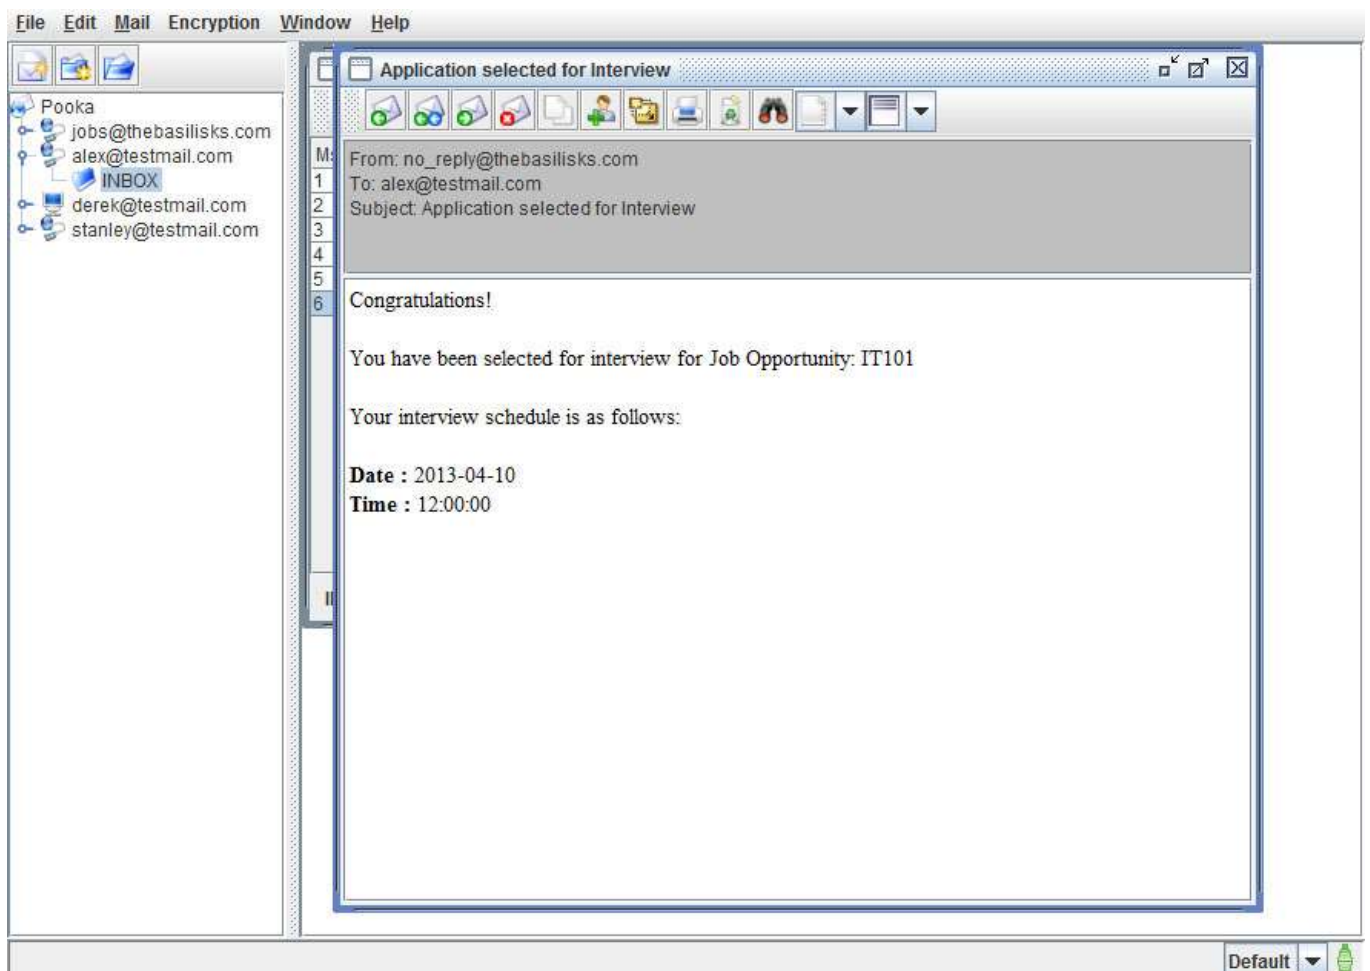 File Edit Mail Encryption Window Help
Pooka
jobs@thebasilisks.com
alex@testmail.com
INBOX
derek@testmail.com
stanley@testmail.com
1
2
3
4
5
6
Application selected for Interview
From: no_reply@thebasilisks.com
To: alex@testmail.com
Subject: Application selected for Interview
Congratulations!
You have been selected for interview for Job Opportunity: IT101
Your interview schedule is as follows:
Date : 2013-04-10
Time : 12:00:00
Default